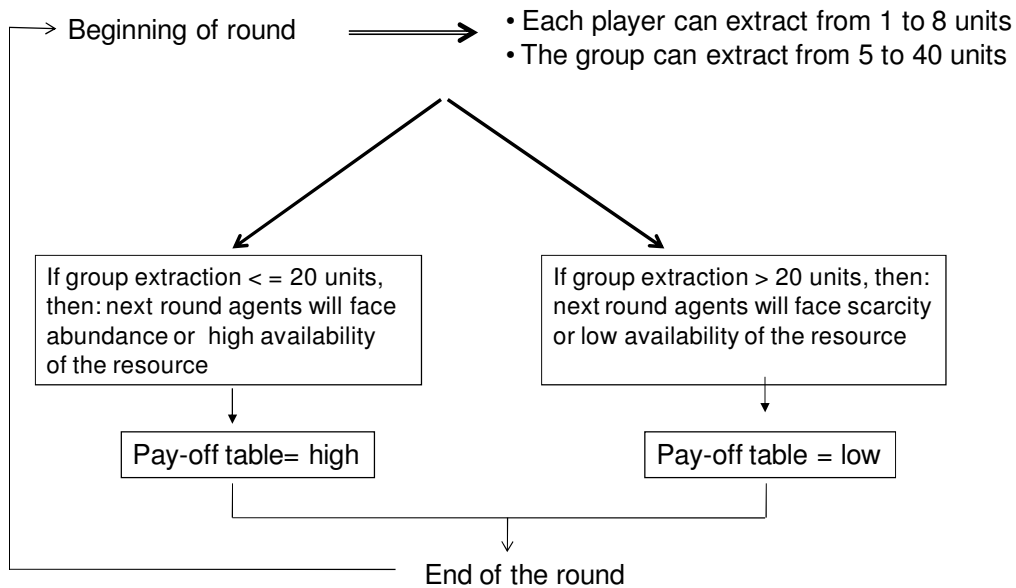 Beginning of round
• Each player can extract from 1 to 8 units
• The group can extract from 5 to 40 units
If group extraction < = 20 units,
then: next round agents will face
abundance or  high availability
of the resource
If group extraction > 20 units, then:
next round agents will face scarcity
or low availability of the resource
Pay-off table= high
Pay-off table = low
End of the round